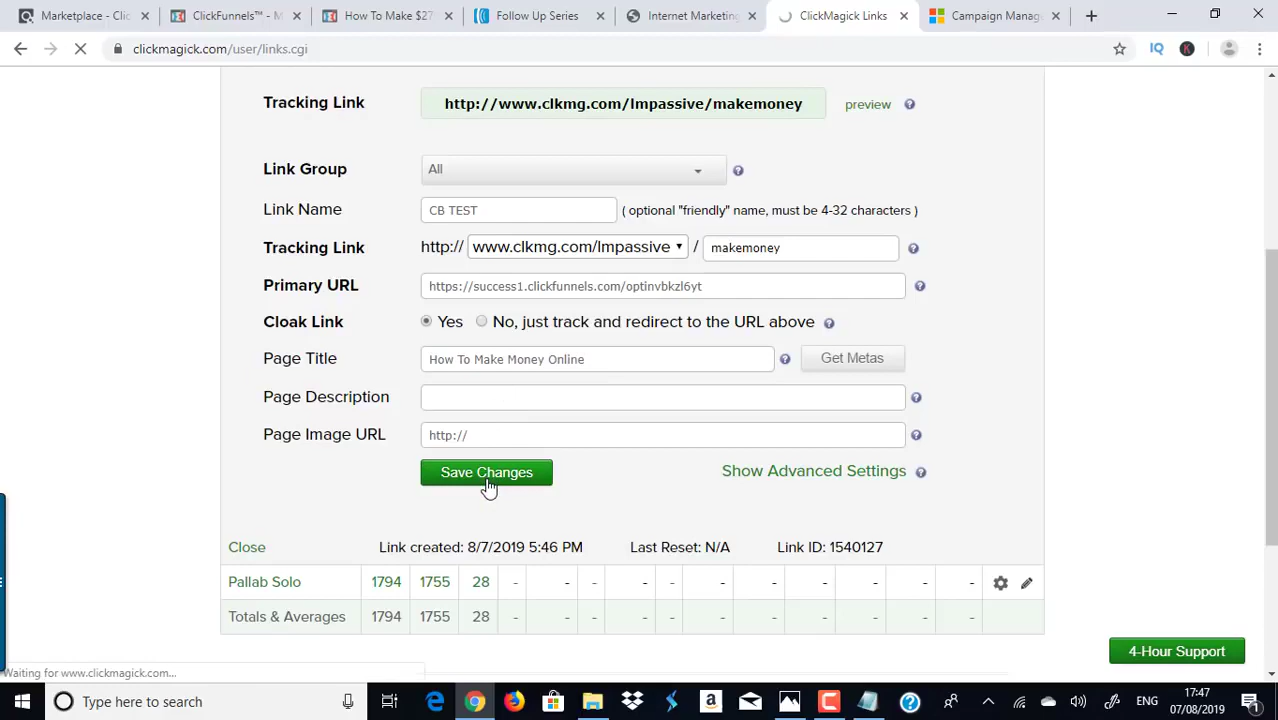 Marketplace - Click
ClickFunnels™ - M
How To Make $27
Follow Up Series
Internet Marketing
ClickMagick Links
Campaign Manag
clickmagick.com/user/links.cgi
IQ
K
Tracking Link
http://www.clkmg.com/Impassive/makemoney
preview
Link Group
All
Link Name
CB TEST
( optional "friendly" name, must be 4-32 characters )
Tracking Link
http://
www.clkmg.com/Impassive
/
makemoney
Primary URL
https://success1.clickfunnels.com/optinvbkzl6yt
Cloak Link
Yes
No, just track and redirect to the URL above
Page Title
How To Make Money Online
Get Metas
Page Description
Page Image URL
http://
Save Changes
Show Advanced Settings
Close
Link created: 8/7/2019 5:46 PM
Last Reset: N/A
Link ID: 1540127
Pallab Solo 1794 1755 28 - - - - - - - - - -
Totals & Averages 1794 1755 28 - - - - - - - - - -
4-Hour Support
Waiting for www.clickmagick.com...
Type here to search
ENG
17:47
07/08/2019